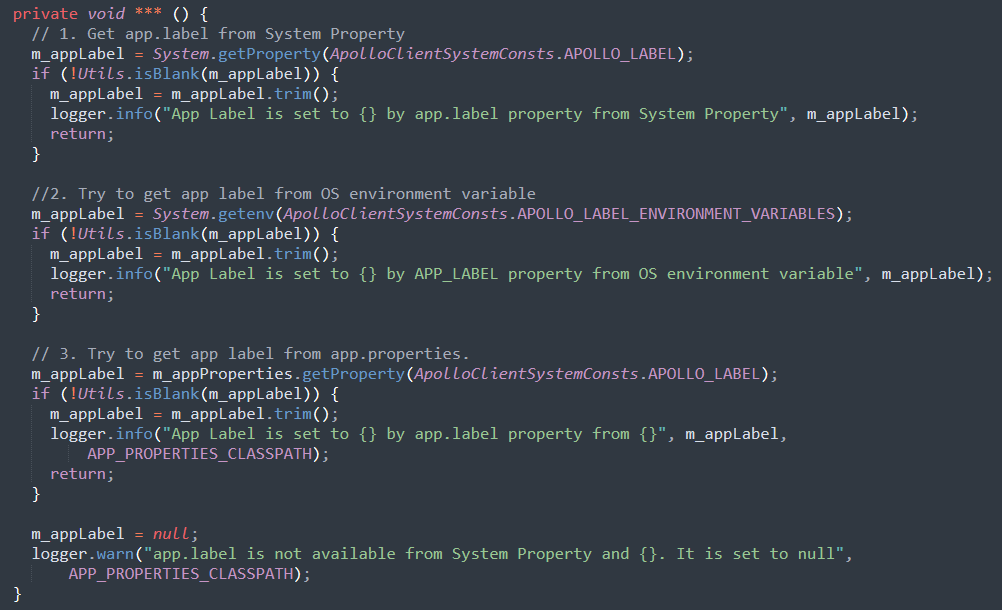 private void *** () {
  // 1. Get app.label from System Property
  m_appLabel = System.getProperty(ApolloClientSystemConsts.APOLLO_LABEL);
  if (!Utils.isBlank(m_appLabel)) {
    m_appLabel = m_appLabel.trim();
    logger.info("App Label is set to {} by app.label property from System Property", m_appLabel);
    return;
  }

  //2. Try to get app label from OS environment variable
  m_appLabel = System.getenv(ApolloClientSystemConsts.APOLLO_LABEL_ENVIRONMENT_VARIABLES);
  if (!Utils.isBlank(m_appLabel)) {
    m_appLabel = m_appLabel.trim();
    logger.info("App Label is set to {} by APP_LABEL property from OS environment variable", m_appLabel);
    return;
  }

  // 3. Try to get app label from app.properties.
  m_appLabel = m_appProperties.getProperty(ApolloClientSystemConsts.APOLLO_LABEL);
  if (!Utils.isBlank(m_appLabel)) {
    m_appLabel = m_appLabel.trim();
    logger.info("App Label is set to {} by app.label property from {}", m_appLabel,
        APP_PROPERTIES_CLASSPATH);
    return;
  }

  m_appLabel = null;
  logger.warn("app.label is not available from System Property and {}. It is set to null",
      APP_PROPERTIES_CLASSPATH);
}